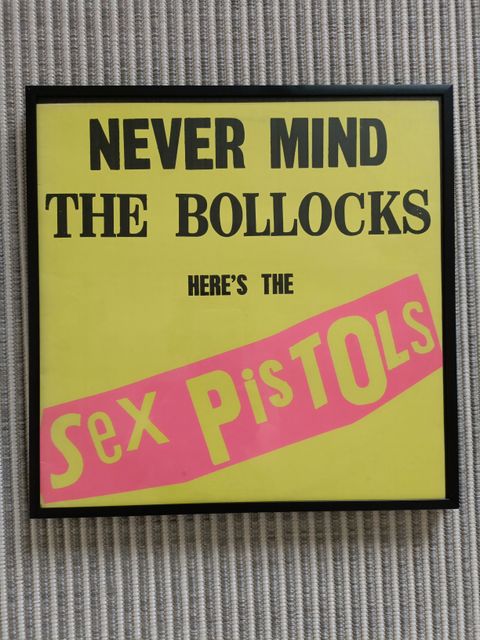 NEVER MIND
THE BOLLOCKS
HERE'S THE
Sex PisTOLS